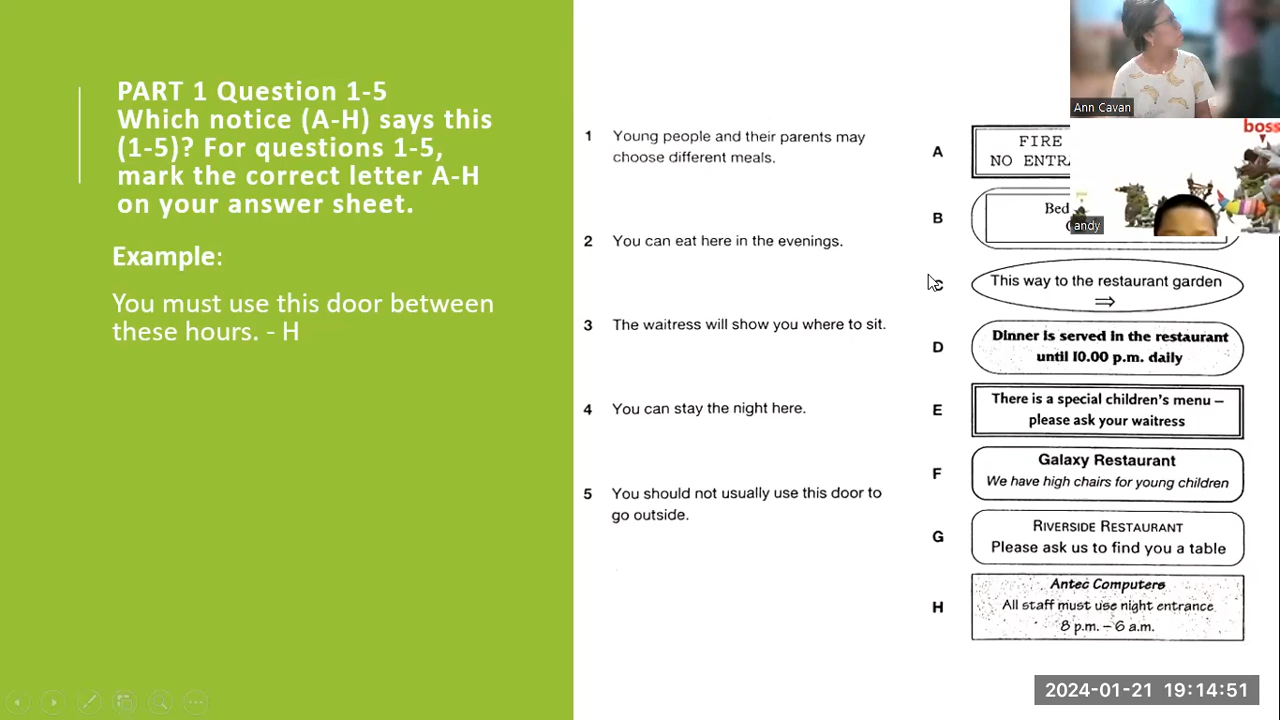 PART 1 Question 1-5
Which notice (A-H) says this
(1-5)? For questions 1-5,
mark the correct letter A-H
on your answer sheet.
Example:
You must use this door between
these hours. - H
1 Young people and their parents may
choose different meals.
2 You can eat here in the evenings.
3 The waitress will show you where to sit.
4 You can stay the night here.
5 You should not usually use this door to
go outside.
A FIRE
NO
B Bed
C This way to the restaurant garden
⇒
D Dinner is served in the restaurant
until 10.00 p.m. daily
E There is a special children's menu –
please ask your waitress
F Galaxy Restaurant
We have high chairs for young children
G RIVERSIDE RESTAURANT
Please ask us to find you a table
H Antec Computers
All staff must use night entrance
8 p.m. – 6 a.m.
Ann Cavan
boss
andy
2024-01-21 19:14:51